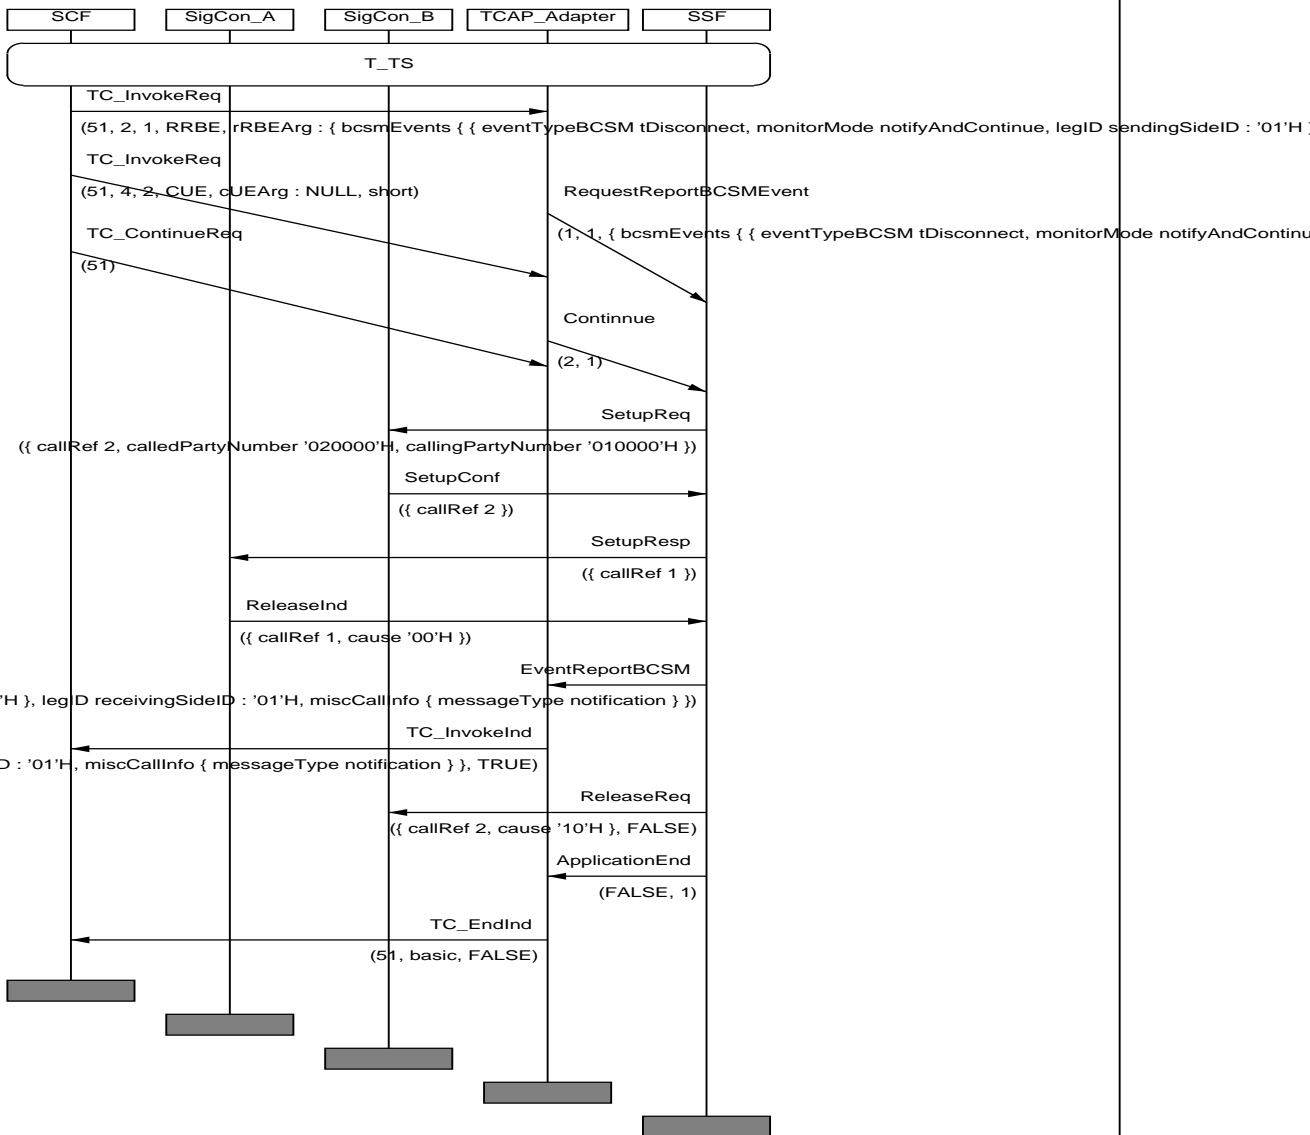 SCF SigCon_A SigCon_B TCAP_Adapter SSF
T_TS
TC_InvokeReq
(51, 2, 1, RRBE, rRBEArg : { bcsmEvents { { eventTypeBCSM tDisconnect, monitorMode notifyAndContinue, legID sendingSideID : '01'H }
TC_InvokeReq
(51, 4, 2, CUE, cUEArg : NULL, short)
RequestReportBCSMEvent
TC_ContinueReq
(1, 1, { bcsmEvents { { eventTypeBCSM tDisconnect, monitorMode notifyAndContinu
(51)
Continnue
(2, 1)
SetupReq
({ callRef 2, calledPartyNumber '020000'H, callingPartyNumber '010000'H })
SetupConf
({ callRef 2 })
SetupResp
({ callRef 1 })
ReleaseInd
({ callRef 1, cause '00'H })
EventReportBCSM
'H }, legID receivingSideID : '01'H, miscCallInfo { messageType notification } })
TC_InvokeInd
D : '01'H, miscCallInfo { messageType notification } }, TRUE)
ReleaseReq
({ callRef 2, cause '10'H }, FALSE)
ApplicationEnd
(FALSE, 1)
TC_EndInd
(51, basic, FALSE)